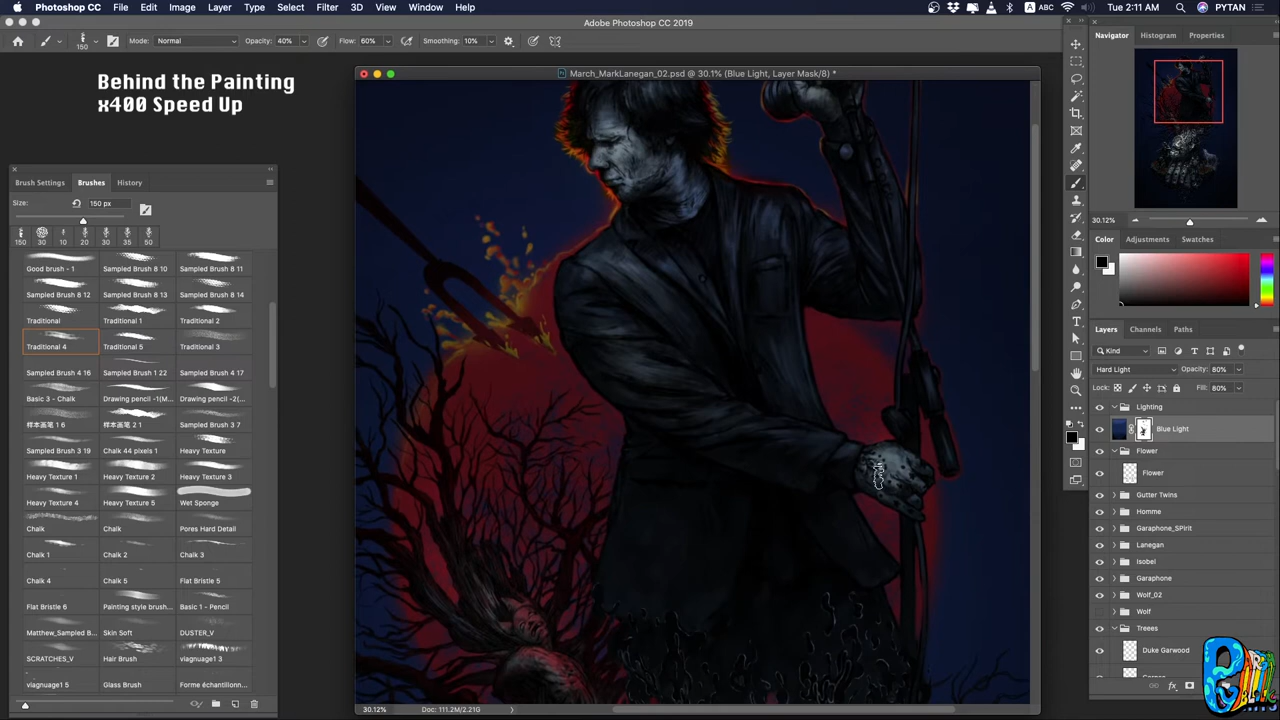 Photoshop CC File Edit Image Layer Type Select Filter 3D View Window Help
Tue 2:11 AM PYTAN
Adobe Photoshop CC 2019
150 Mode: Normal Opacity: 40% Flow: 60% Smoothing: 10%
Behind the Painting
x400 Speed Up
March_MarkLanegan_02.psd @ 30.1% (Blue Light, Layer Mask/8) *
Brush Settings Brushes History
Size: 150 px
150 30 10 20 30 35 50
Good brush - 1 Sampled Brush 8 10 Sampled Brush 8 11
Sampled Brush 8 12 Sampled Brush 8 13 Sampled Brush 8 14
Traditional Traditional 1 Traditional 2
Traditional 4 Traditional 5 Traditional 3
Sampled Brush 4 16 Sampled Brush 1 22 Sampled Brush 4 17
Basic 3 - Chalk Drawing pencil -1(M... Drawing pencil -2(...
样本画笔 1 6 样本画笔 2 1 Sampled Brush 3 7
Sampled Brush 3 19 Chalk 44 pixels 1 Heavy Texture
Heavy Texture 1 Heavy Texture 2 Heavy Texture 3
Heavy Texture 4 Heavy Texture 5 Wet Sponge
Chalk Chalk Pores Hard Detail
Chalk 1 Chalk 2 Chalk 3
Chalk 4 Chalk 5 Flat Bristle 5
Flat Bristle 6 Painting style brush... Basic 1 - Pencil
Matthew_Sampled B... Skin Soft DUSTER_V
SCRATCHES_V Hair Brush viagnuage1 3
viagnuage1 5 Glass Brush Forme échantillonn...
30.12% Doc: 111.2M/2.21G
Navigator Histogram Properties
30.12%
Color Adjustments Swatches
Layers Channels Paths
Kind
Hard Light Opacity: 80%
Lock: Fill: 80%
Lighting
Blue Light
Flower
Flower
Gutter Twins
Homme
Garaphone_SPirit
Lanegan
Isobel
Garaphone
Wolf_02
Wolf
Treees
Duke Garwood